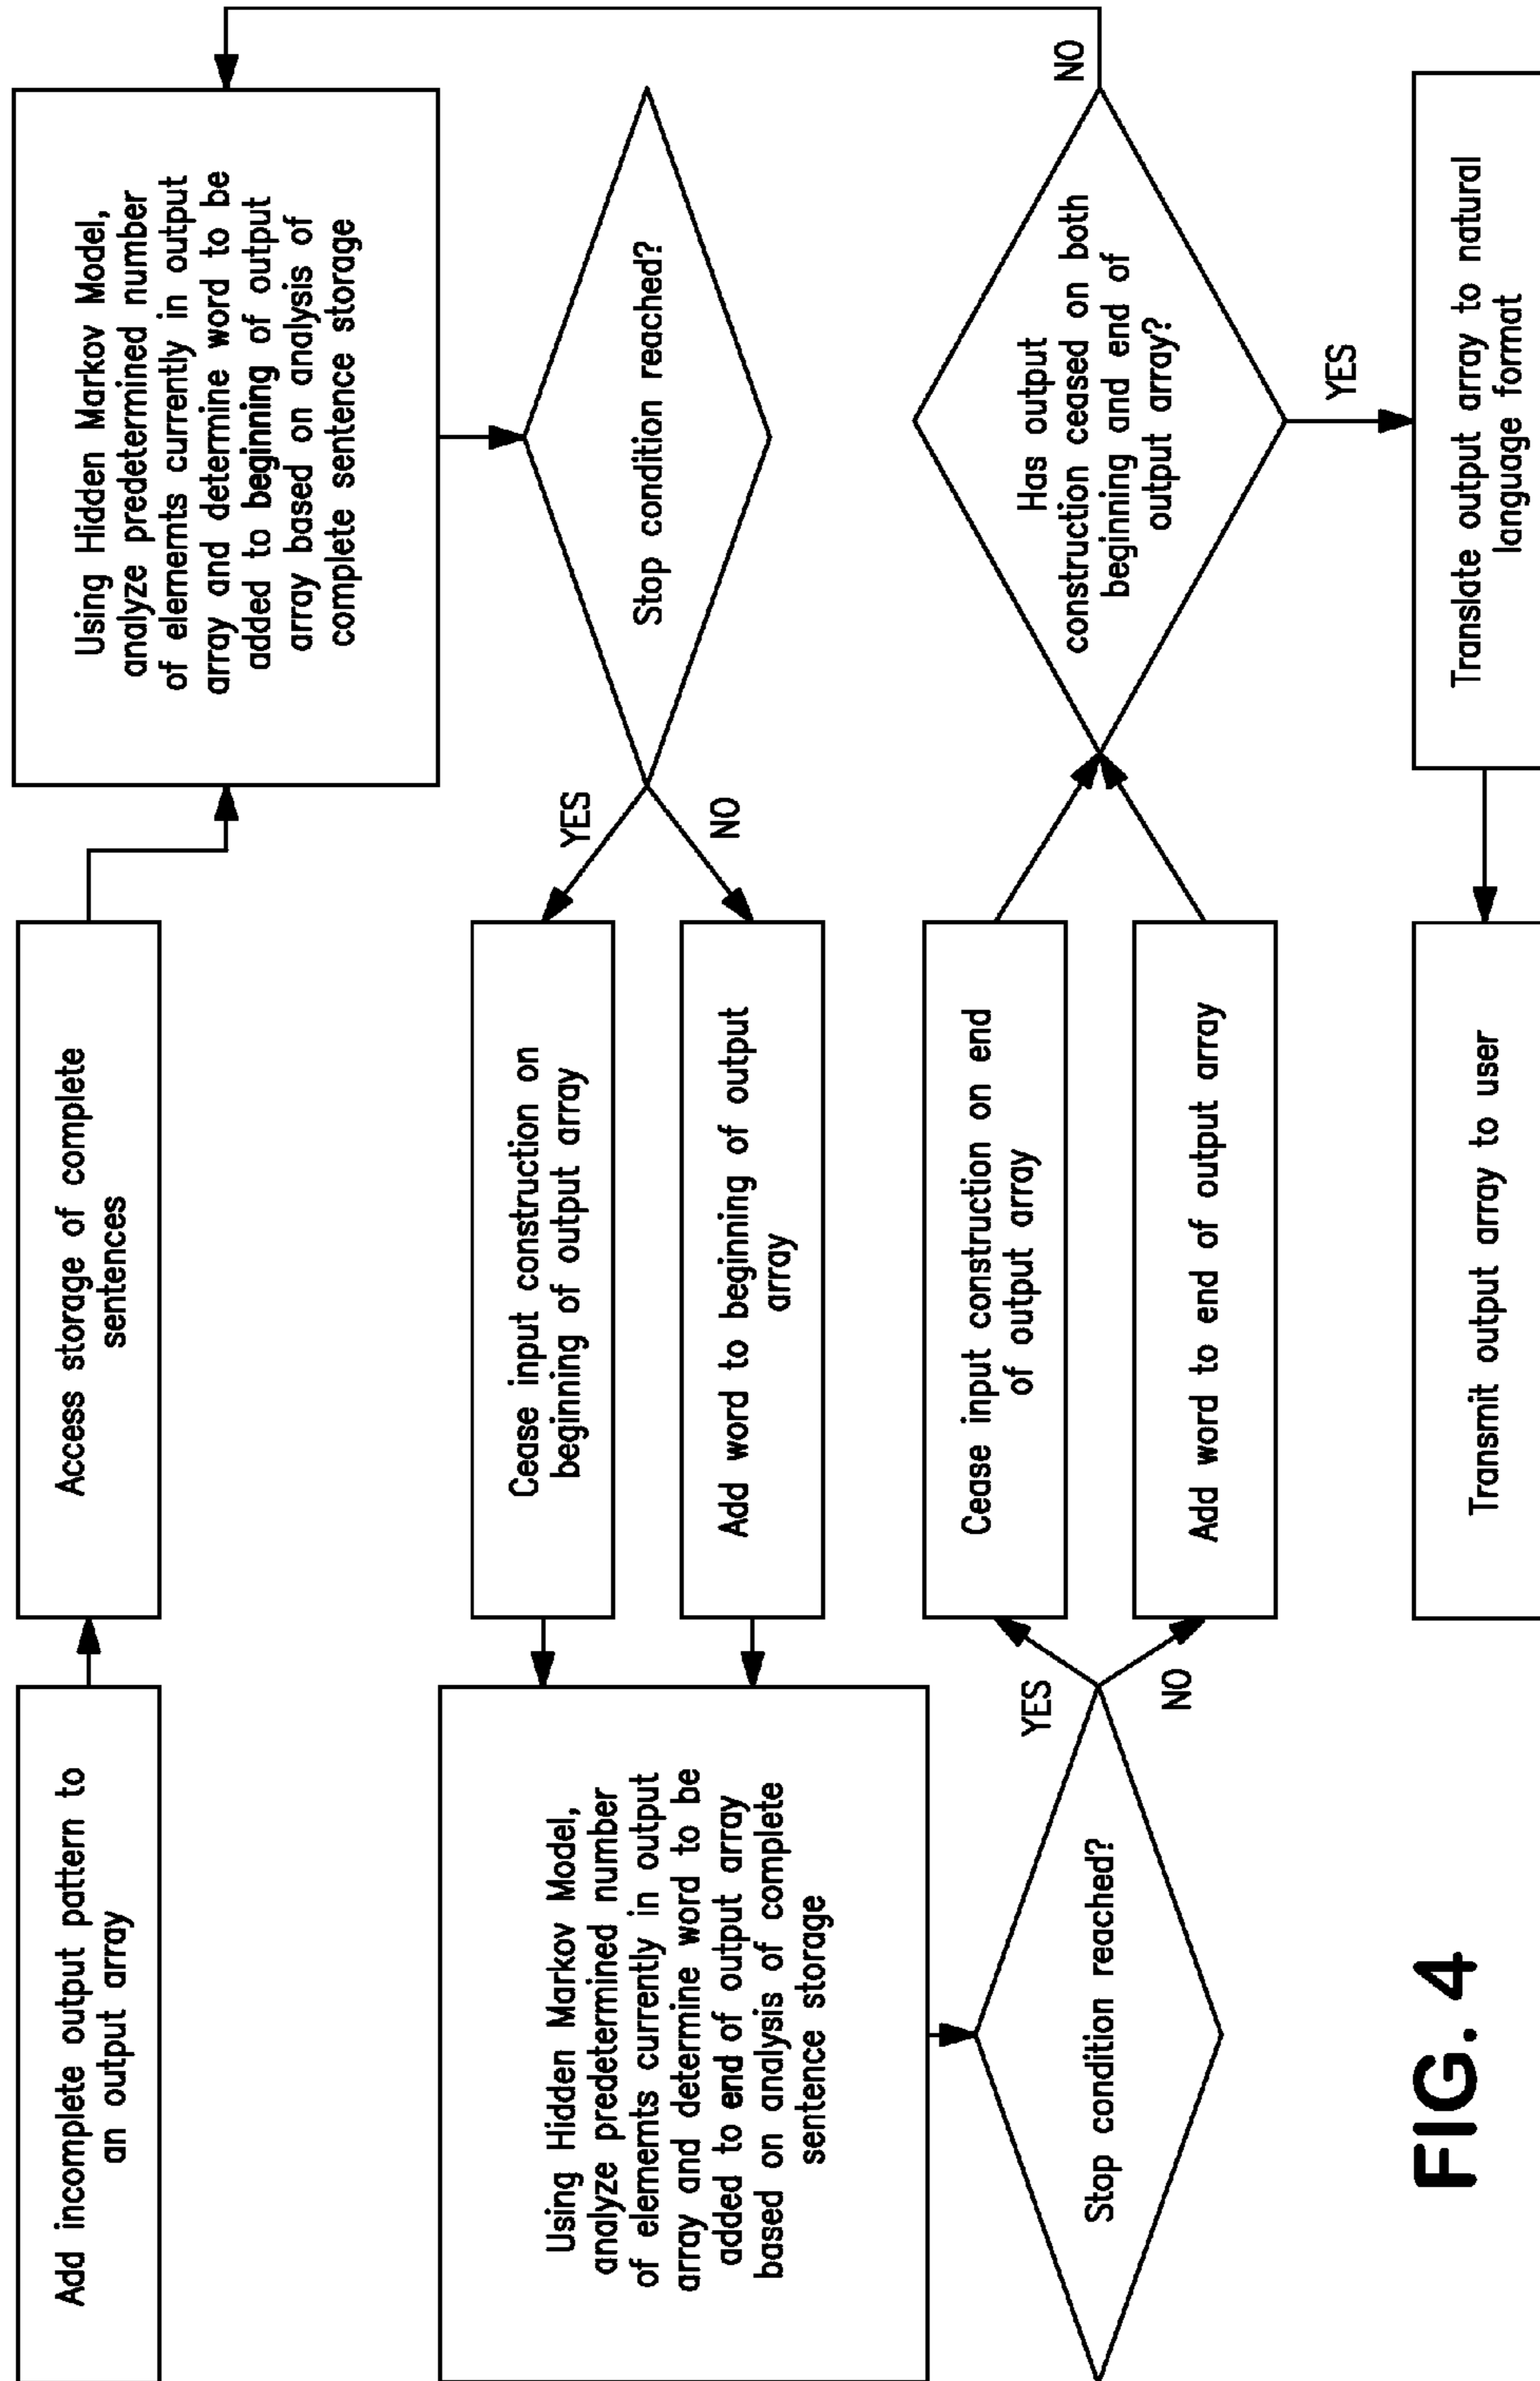 Add incomplete output pattern to
an output array
Access storage of complete
sentences
Using Hidden Markov Model,
analyze predetermined number
of elememts currently in output
array and determine word to be
added to beginning of output
array based on analysis of
complete sentence storage
Stop condition reached?
YES
NO
Cease input construction on
beginning of output array
Add word to beginning of output
array
Using Hidden Markov Model,
analyze predetermined number
of elememts currently in output
array and determine word to be
added to end of output array
based on analysis of complete
sentence storage
Stop condition reached?
YES
NO
Cease input construction on end
of output array
Add word to end of output array
Has output
construction ceased on both
beginning and end of
output array?
NO
YES
Translate output array to natural
language format
Transmit output array to user
FIG. 4